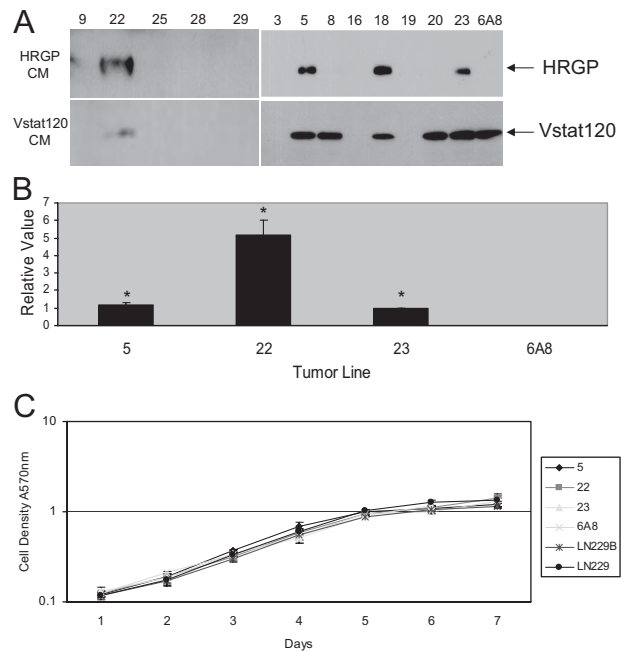 A
9 22 25 28 29 3 5 8 16 18 19 20 23 6A8
HRGP
CM
HRGP
Vstat120
CM
Vstat120
B
Relative Value
7
6
5
4
3
2
1
0
* * *
5 22 23 6A8
Tumor Line
C
Cell Density A570nm
10
1
0.1
1 2 3 4 5 6 7
Days
5
22
23
6A8
LN229B
LN229